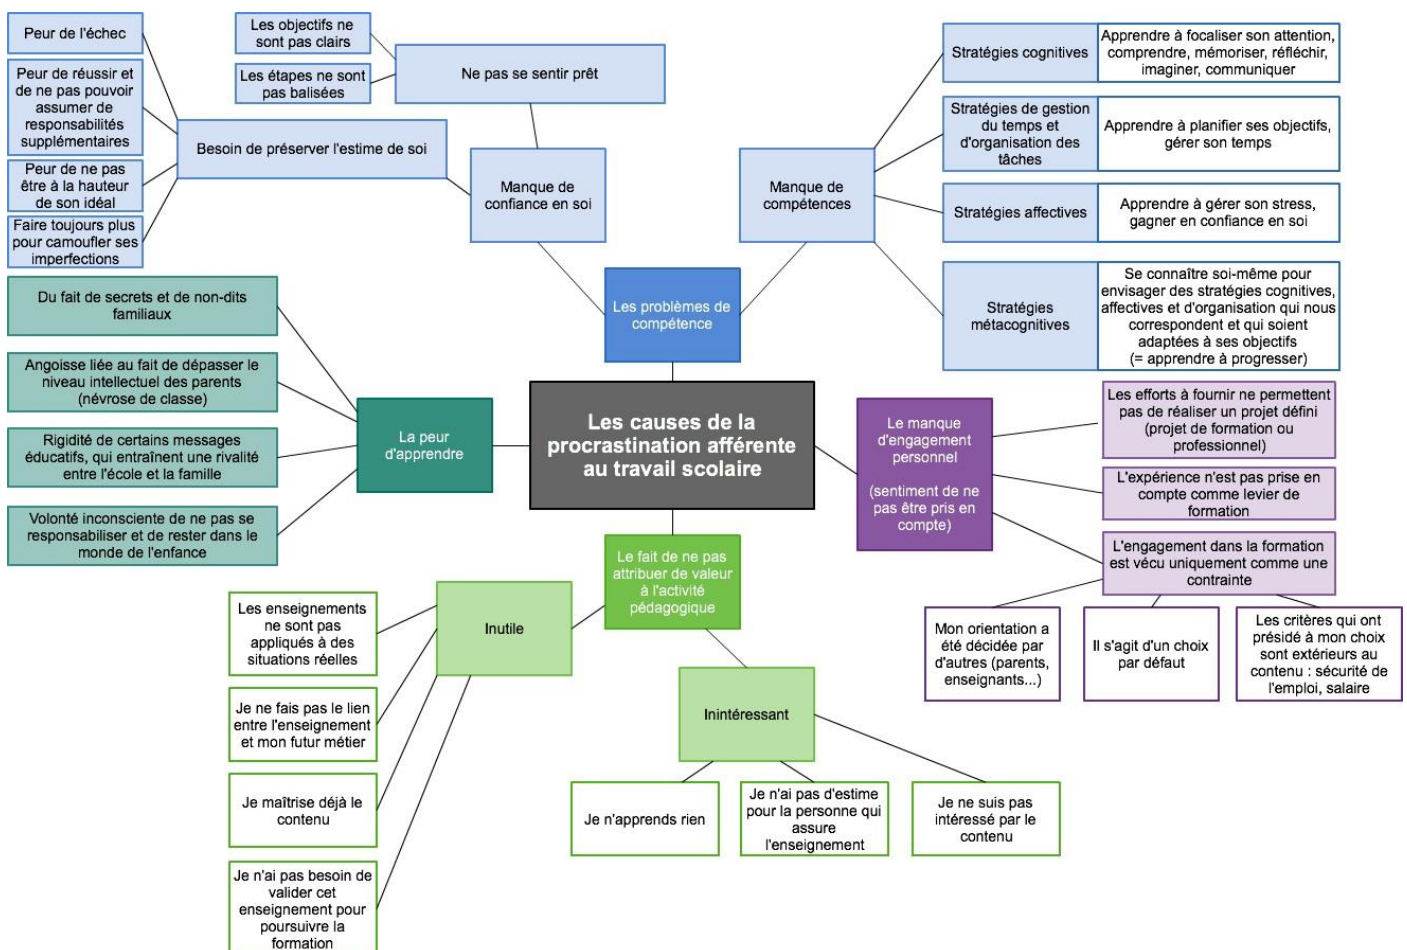 Peur de l'échec
Peur de réussir et
de ne pas pouvoir
assumer de
responsabilités
supplémentaires
Peur de ne pas
être à la hauteur
de son idéal
Faire toujours plus
pour camoufler ses
imperfections
Besoin de préserver l'estime de soi
Les objectifs ne
sont pas clairs
Les étapes ne sont
pas balisées
Ne pas se sentir prêt
Manque de
confiance en soi
Manque de
compétences
Stratégies cognitives
Apprendre à focaliser son attention,
comprendre, mémoriser, réfléchir,
imaginer, communiquer
Stratégies de gestion
du temps et
d'organisation des
tâches
Apprendre à planifier ses objectifs,
gérer son temps
Stratégies affectives
Apprendre à gérer son stress,
gagner en confiance en soi
Stratégies
métacognitives
Se connaître soi-même pour
envisager des stratégies cognitives,
affectives et d'organisation qui nous
correspondent et qui soient
adaptées à ses objectifs
(= apprendre à progresser)
Les problèmes de
compétence
Les causes de la
procrastination afférente
au travail scolaire
Du fait de secrets et de non-dits
familiaux
Angoisse liée au fait de dépasser le
niveau intellectuel des parents
(névrose de classe)
Rigidité de certains messages
éducatifs, qui entraînent une rivalité
entre l'école et la famille
Volonté inconsciente de ne pas se
responsabiliser et de rester dans le
monde de l'enfance
La peur
d'apprendre
Le manque
d'engagement
personnel
(sentiment de ne
pas être pris en
compte)
Les efforts à fournir ne permettent
pas de réaliser un projet défini
(projet de formation ou
professionnel)
L'expérience n'est pas prise en
compte comme levier de
formation
L'engagement dans la formation
est vécu uniquement comme une
contrainte
Mon orientation a
été décidée par
d'autres (parents,
enseignants...)
Il s'agit d'un choix
par défaut
Les critères qui ont
présidé à mon choix
sont extérieurs au
contenu : sécurité de
l'emploi, salaire
Le fait de ne pas
attribuer de valeur
à l'activité
pédagogique
Inutile
Les enseignements
ne sont pas
appliqués à des
situations réelles
Je ne fais pas le lien
entre l'enseignement
et mon futur métier
Je maîtrise déjà le
contenu
Je n'ai pas besoin de
valider cet
enseignement pour
poursuivre la
formation
Inintéressant
Je n'apprends rien
Je n'ai pas d'estime
pour la personne qui
assure
l'enseignement
Je ne suis pas
intéressé par le
contenu